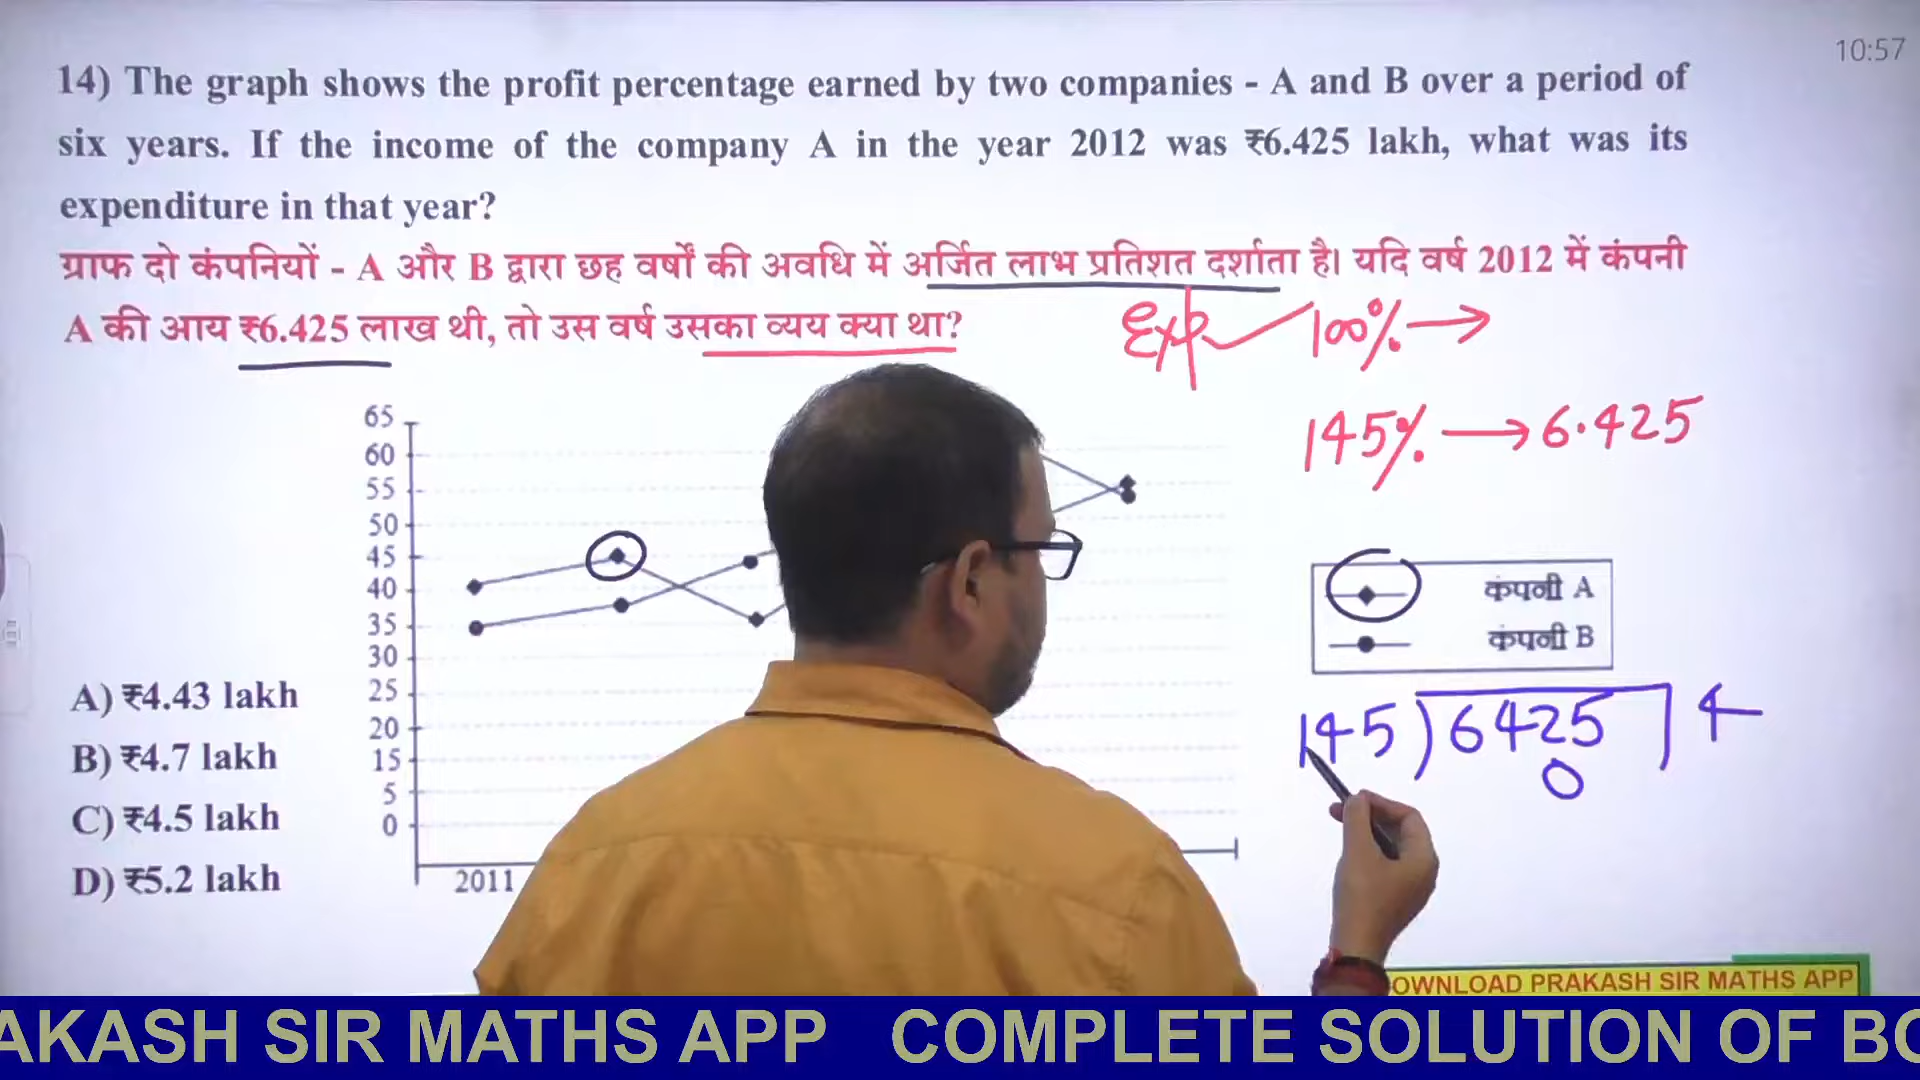 10:57
14) The graph shows the profit percentage earned by two companies - A and B over a period of
six years. If the income of the company A in the year 2012 was ₹6.425 lakh, what was its
expenditure in that year?
ग्राफ दो कंपनियों - A और B द्वारा छह वर्षों की अवधि में अर्जित लाभ प्रतिशत दर्शाता है। यदि वर्ष 2012 में कंपनी
A की आय ₹6.425 लाख थी, तो उस वर्ष उसका व्यय क्या था?
Exp 100% →
145% → 6.425
65
60
55
50
45
40
35
30
25
20
15
5
0
2011
कंपनी A
कंपनी B
145 ) 6425 ] 4
0
A) ₹4.43 lakh
B) ₹4.7 lakh
C) ₹4.5 lakh
D) ₹5.2 lakh
OWNLOAD PRAKASH SIR MATHS APP
AKASH SIR MATHS APP COMPLETE SOLUTION OF BO